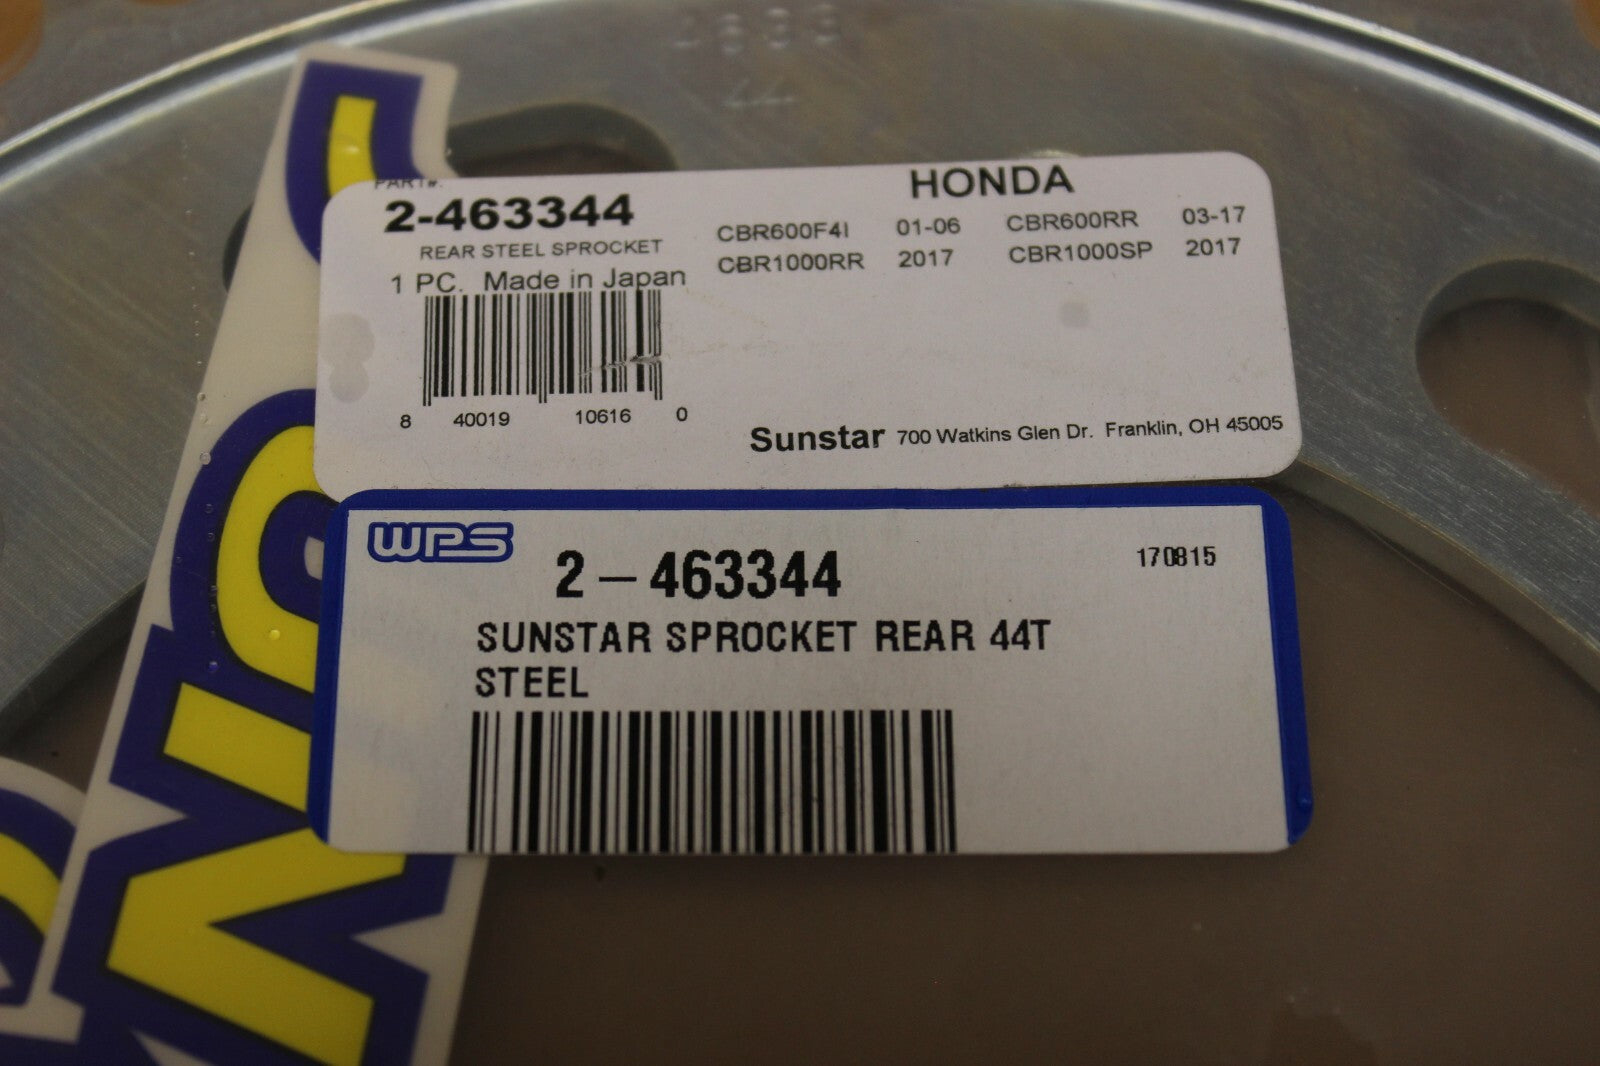 44
PART#:
2-463344
REAR STEEL SPROCKET
1 PC. Made in Japan
8 40019 10616 0
HONDA
CBR600F4I 01-06 CBR600RR 03-17
CBR1000RR 2017 CBR1000SP 2017
Sunstar 700 Watkins Glen Dr. Franklin, OH 45005
WPS
2-463344
170815
SUNSTAR SPROCKET REAR 44T
STEEL